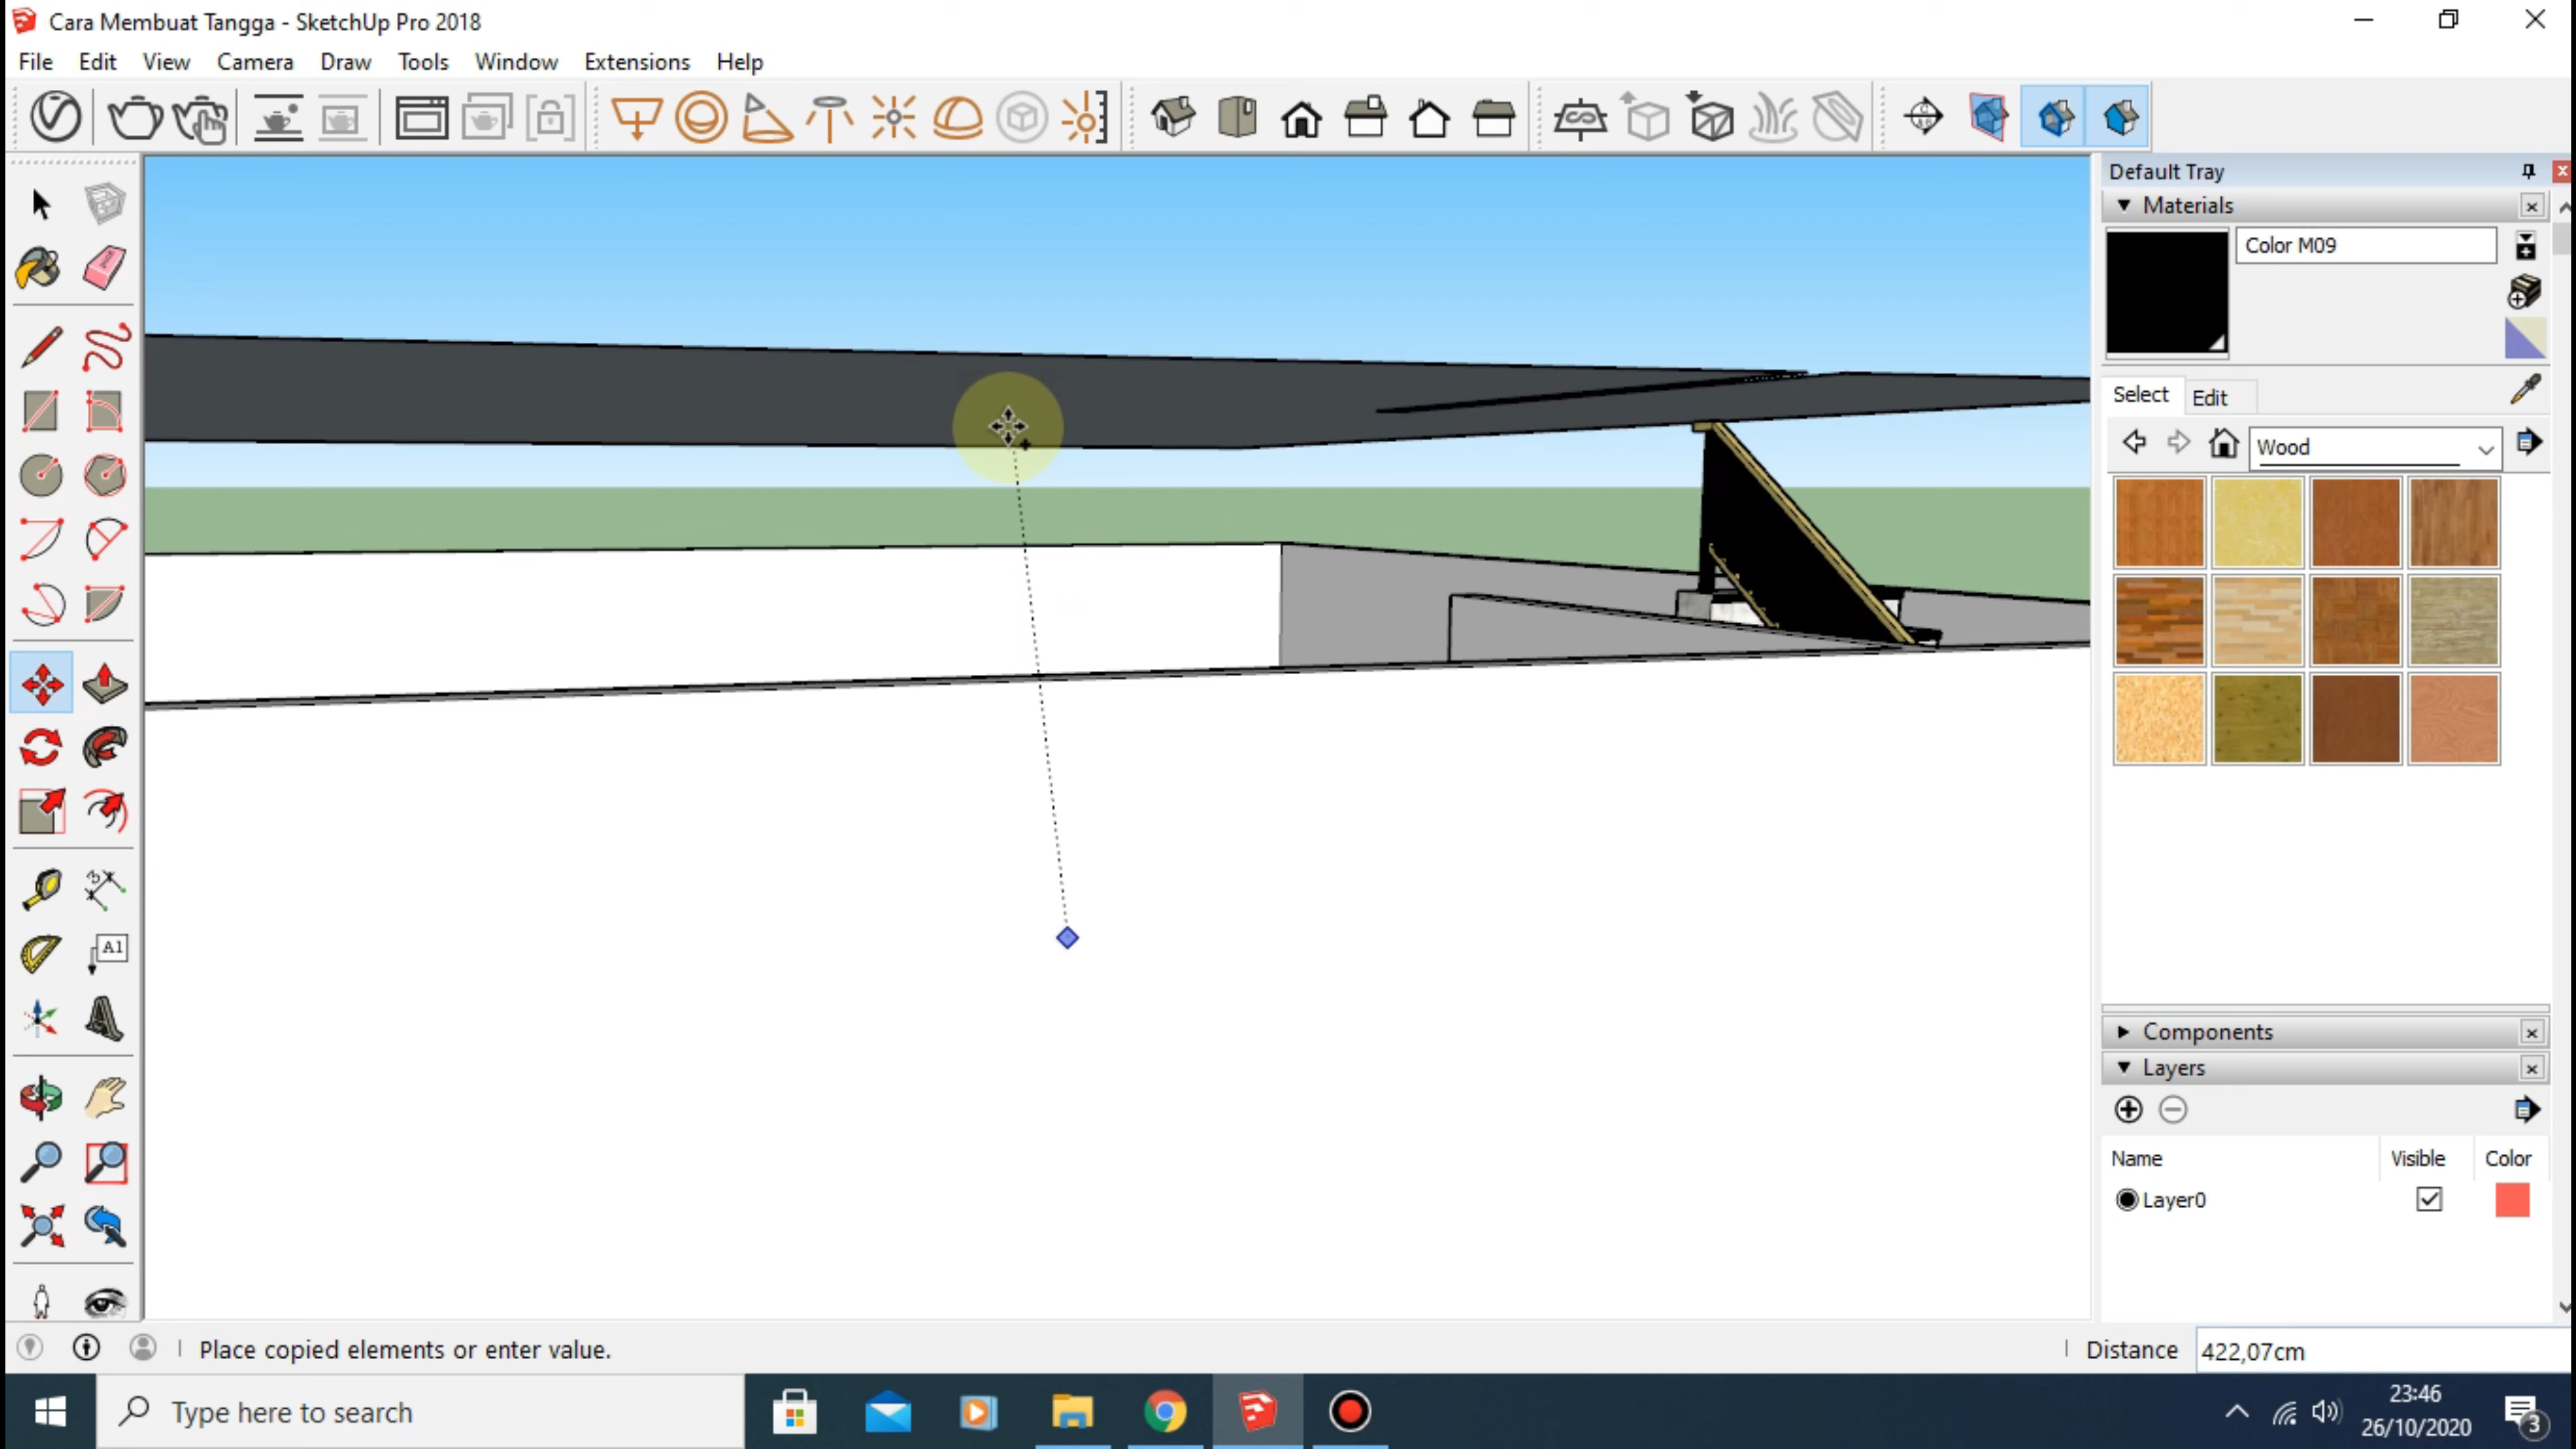 Cara Membuat Tangga - SketchUp Pro 2018
File Edit View Camera Draw Tools Window Extensions Help
Default Tray
Materials
Color M09
Select Edit
Wood
A1
Components
Layers
Name Visible Color
Layer0
Place copied elements or enter value.
Distance 422,07cm
Type here to search
23:46
26/10/2020
3